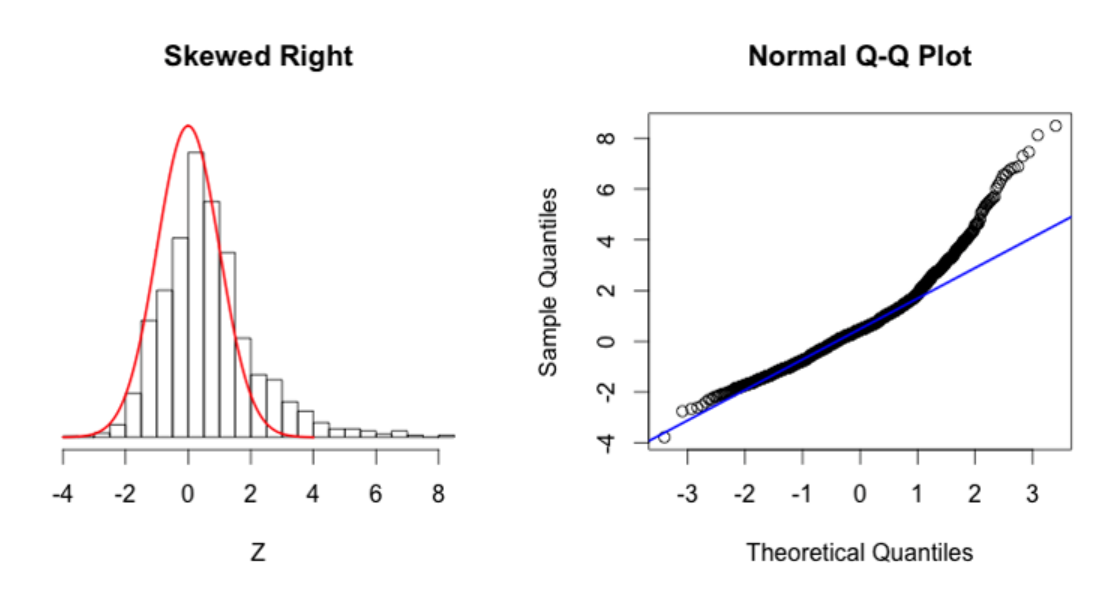 Skewed Right
-4 -2 0 2 4 6 8
Z
Normal Q-Q Plot
Sample Quantiles
8
6
4
2
0
-2
-4
-3 -2 -1 0 1 2 3
Theoretical Quantiles